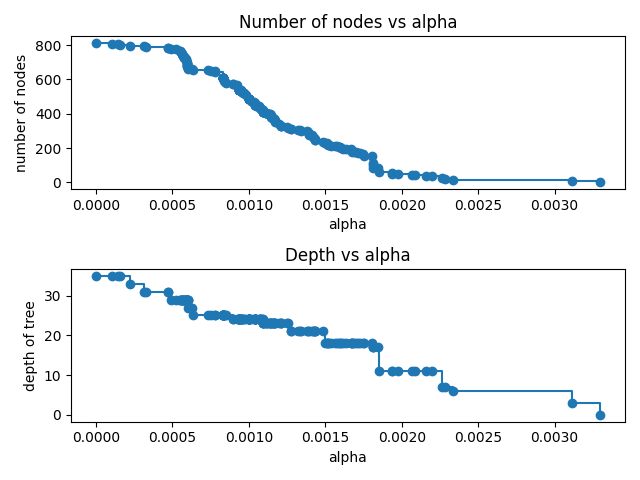 Number of nodes vs alpha
800
600
400
200
0
number of nodes
0.0000 0.0005 0.0010 0.0015 0.0020 0.0025 0.0030
alpha
Depth vs alpha
30
20
10
0
depth of tree
0.0000 0.0005 0.0010 0.0015 0.0020 0.0025 0.0030
alpha